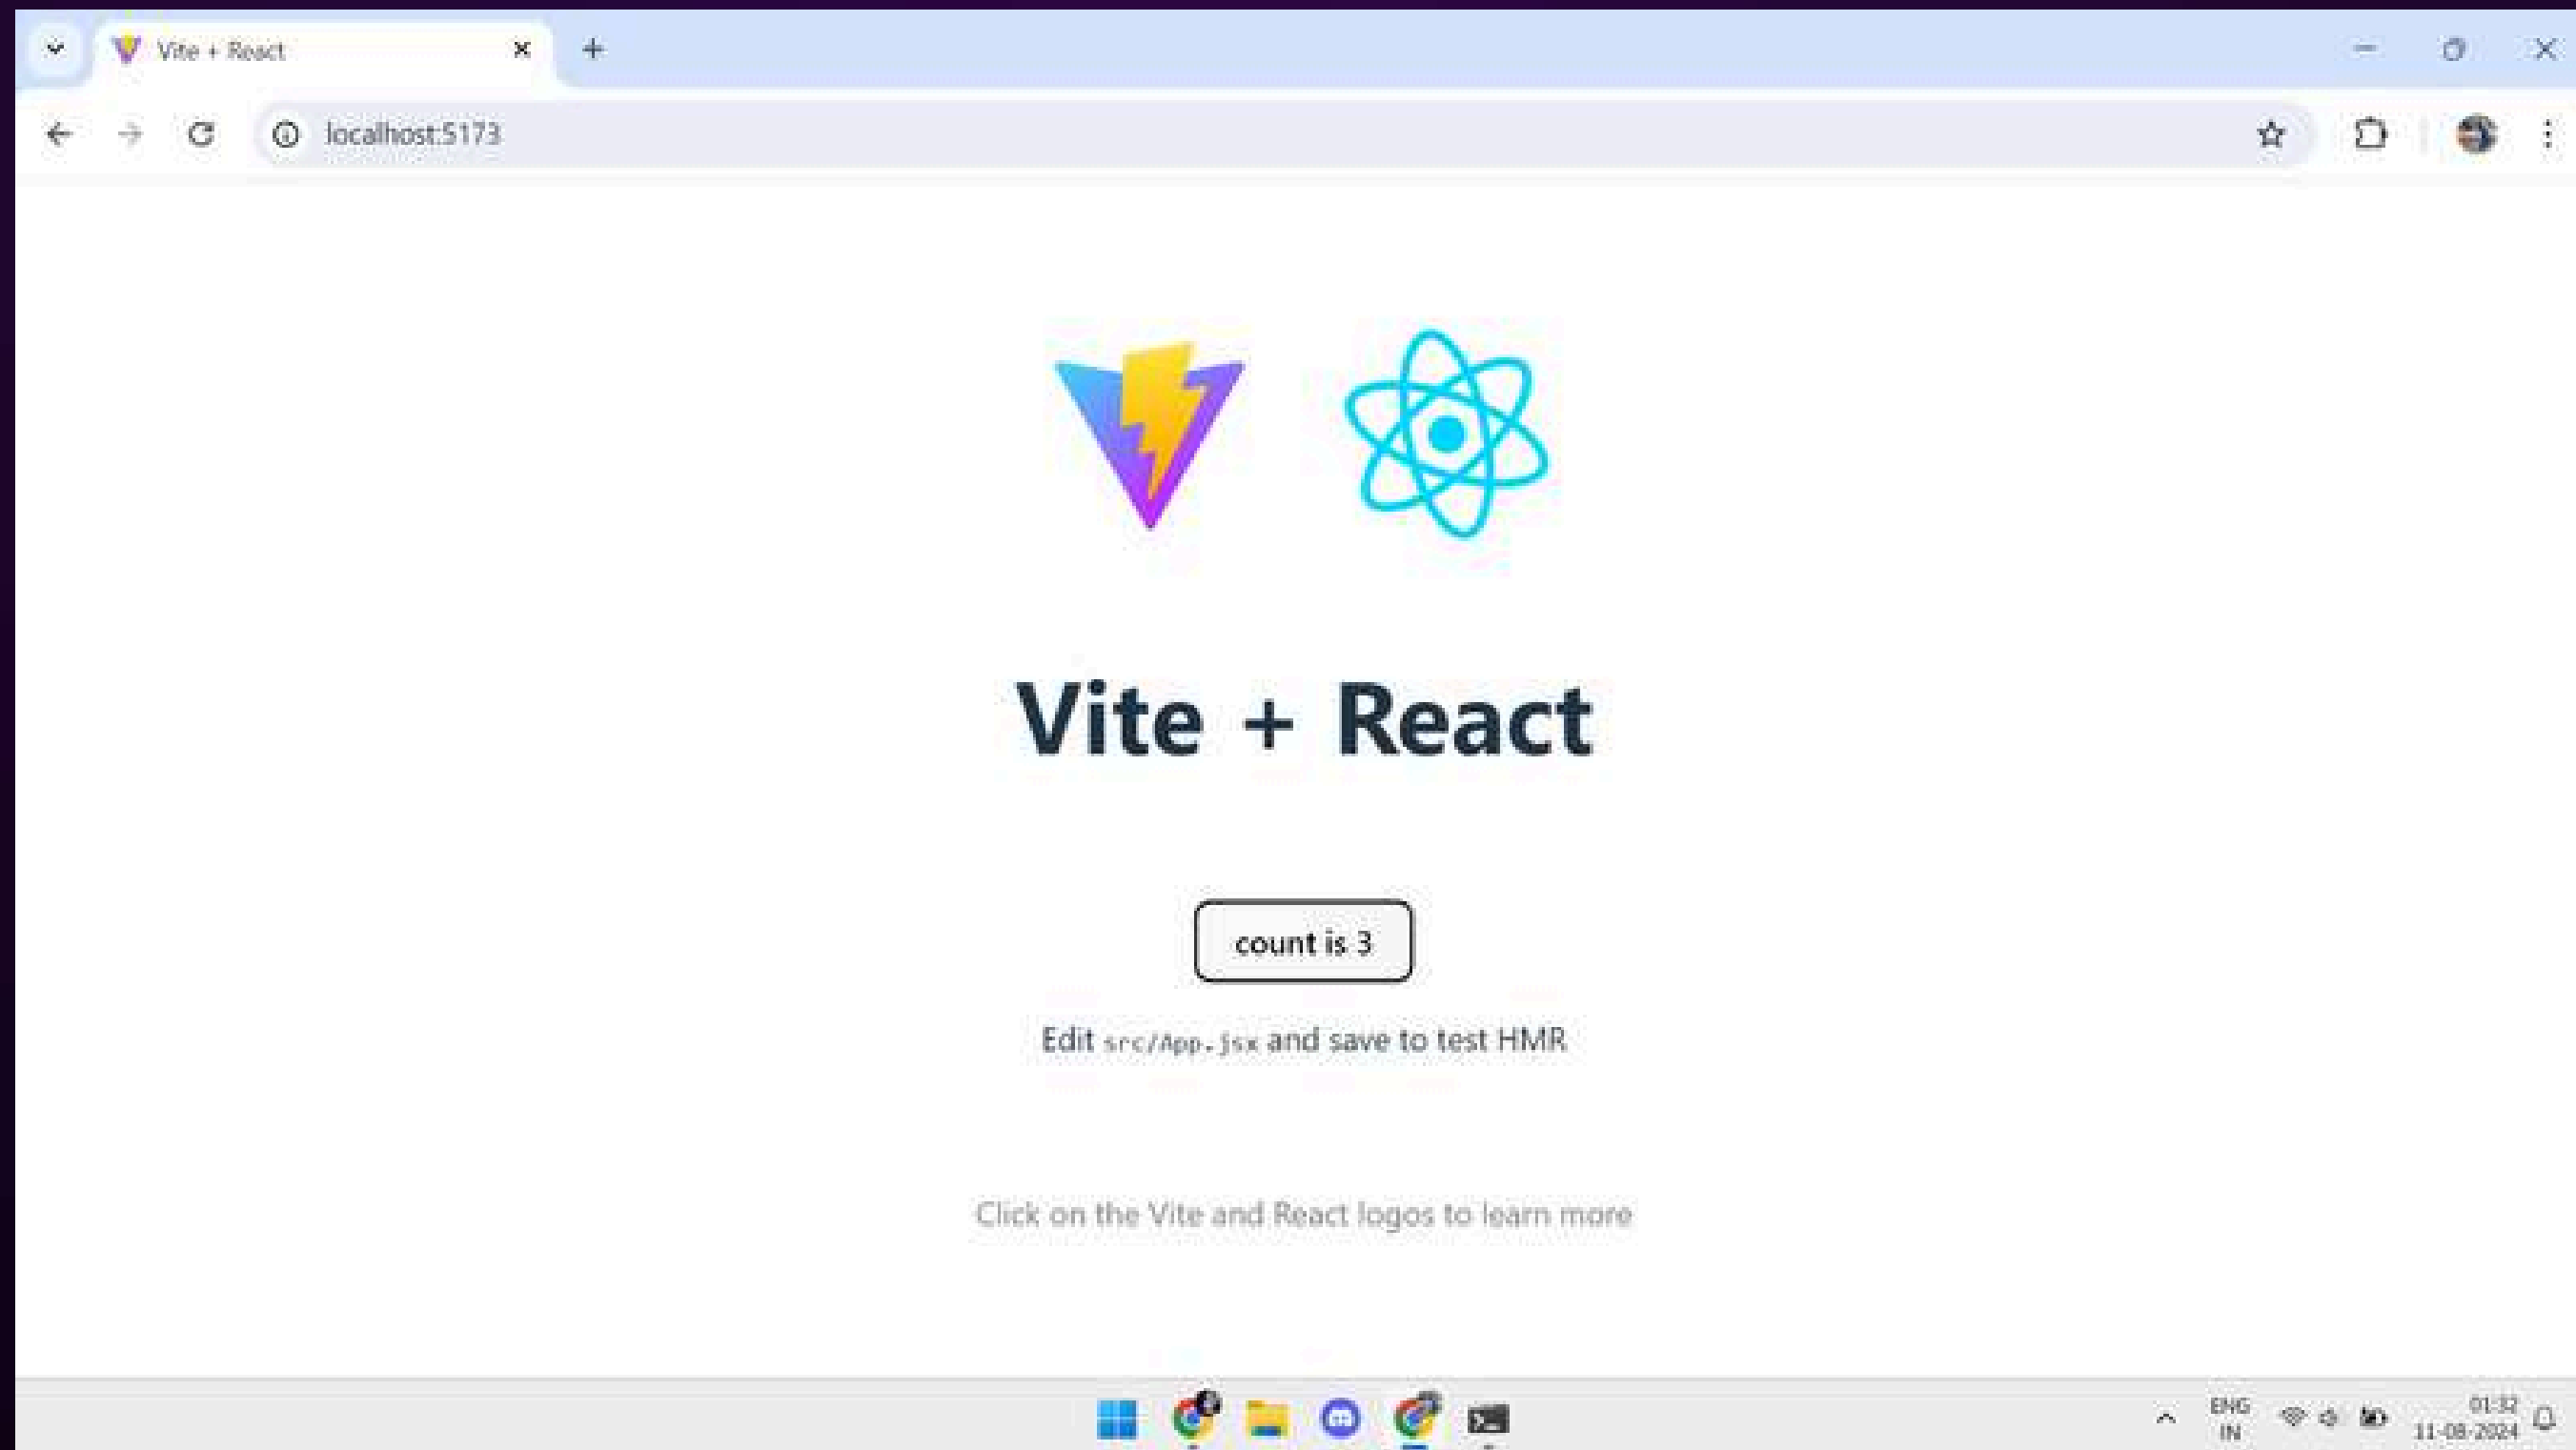 Vite + React
localhost:5173
Vite + React
count is 3
Edit src/App.jsx and save to test HMR
Click on the Vite and React logos to learn more
ENG
IN
01:32
11-08-2024